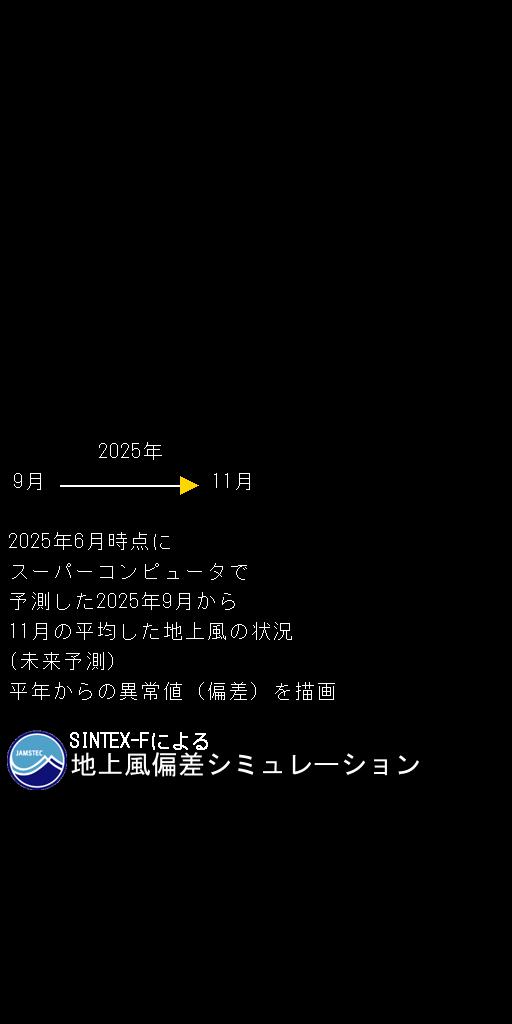 2025年
9月 11月
2025年6月時点に
スーパーコンピュータで
予測した2025年9月から
11月の平均した地上風の状況
(未来予測)
平年からの異常値（偏差）を描画
SINTEX-Fによる
JAMSTEC
地上風偏差シミュレーション